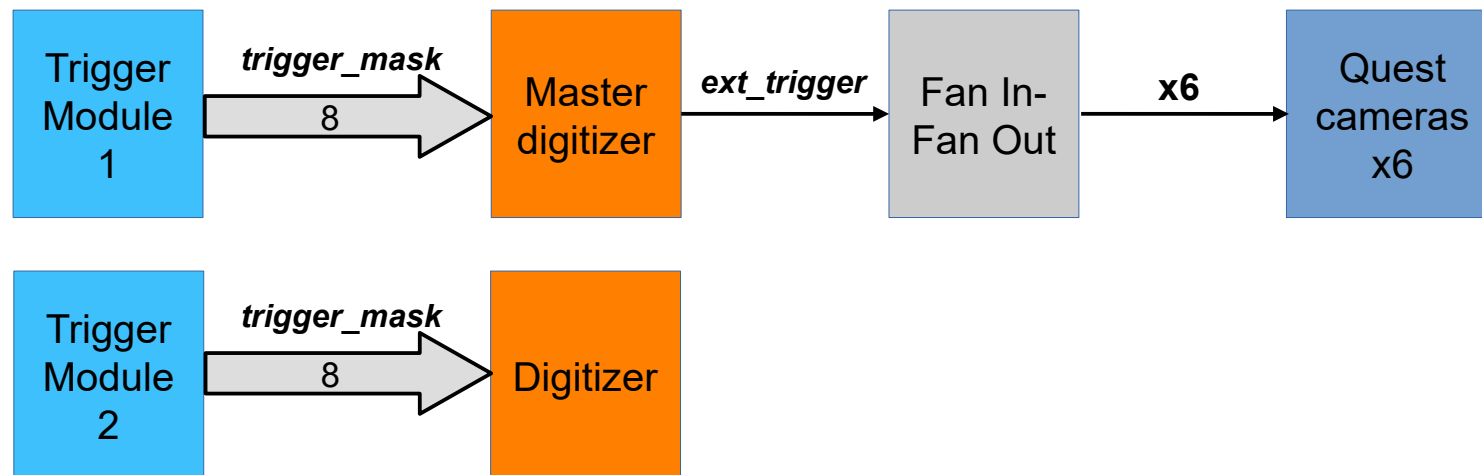 Trigger
Module
1
trigger_mask
8
Master
digitizer
ext_trigger
Fan In-
Fan Out
x6
Quest
cameras
x6
Trigger
Module
2
trigger_mask
8
Digitizer